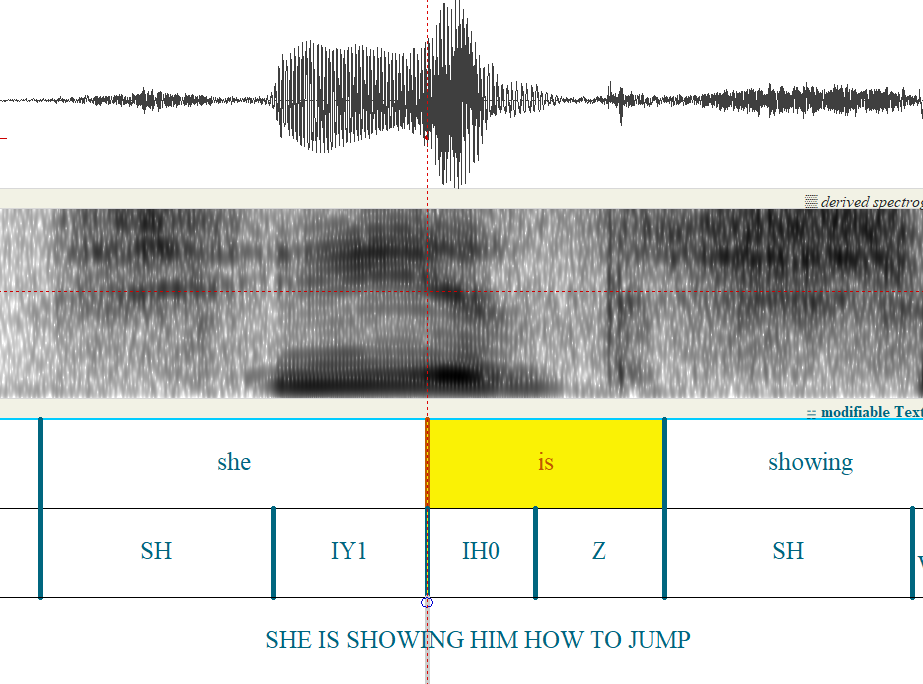 derived spectrog
modifiable Text
she is showing
SH IY1 IH0 Z SH
SHE IS SHOWING HIM HOW TO JUMP